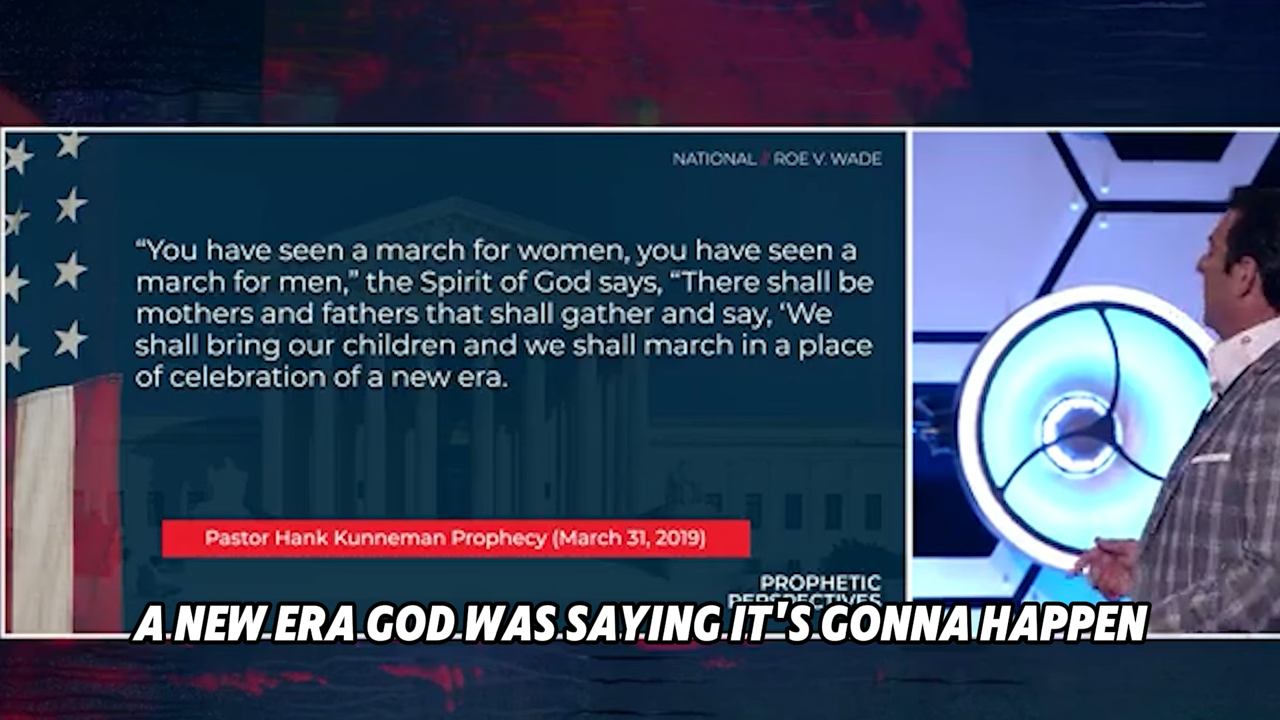 NATIONAL // ROE V. WADE
“You have seen a march for women, you have seen a
march for men,” the Spirit of God says, “There shall be
mothers and fathers that shall gather and say, ‘We
shall bring our children and we shall march in a place
of celebration of a new era.
Pastor Hank Kunneman Prophecy (March 31, 2019)
PROPHETIC
PERSPECTIVES
A NEW ERA GOD WAS SAYING IT'S GONNA HAPPEN